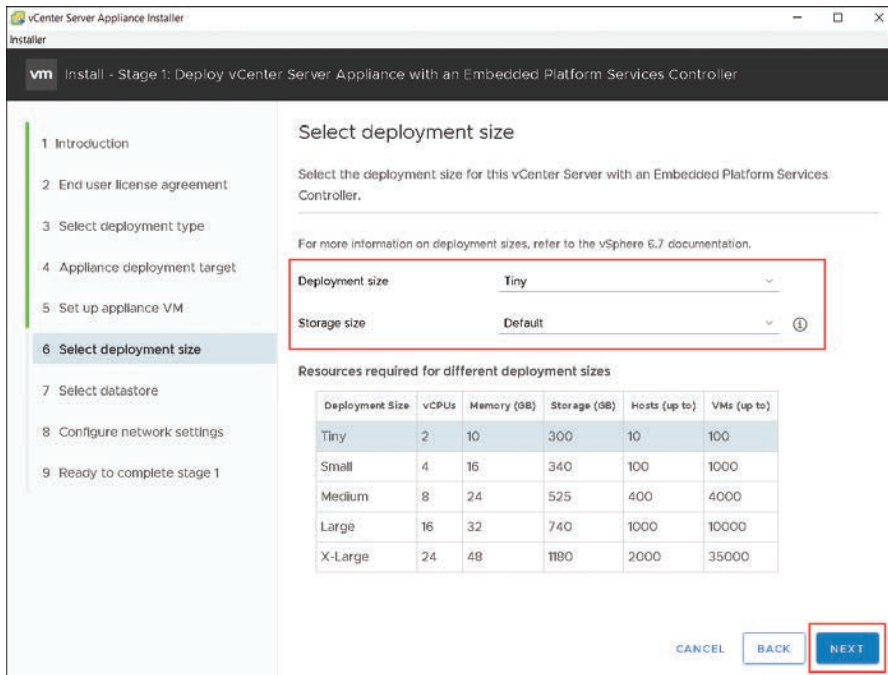 vCenter Server Appliance Installer
Installer
vm Install - Stage 1: Deploy vCenter Server Appliance with an Embedded Platform Services Controller
1 Introduction
2 End user license agreement
3 Select deployment type
4 Appliance deployment target
5 Set up appliance VM
6 Select deployment size
7 Select datastore
8 Configure network settings
9 Ready to complete stage 1
Select deployment size
Select the deployment size for this vCenter Server with an Embedded Platform Services
Controller.
For more information on deployment sizes, refer to the vSphere 6.7 documentation.
Deployment size Tiny
Storage size Default
Resources required for different deployment sizes
Deployment Size vCPUs Memory (GB) Storage (GB) Hosts (up to) VMs (up to)
Tiny 2 10 300 10 100
Small 4 16 340 100 1000
Medium 8 24 525 400 4000
Large 16 32 740 1000 10000
X-Large 24 48 1180 2000 35000
CANCEL BACK NEXT